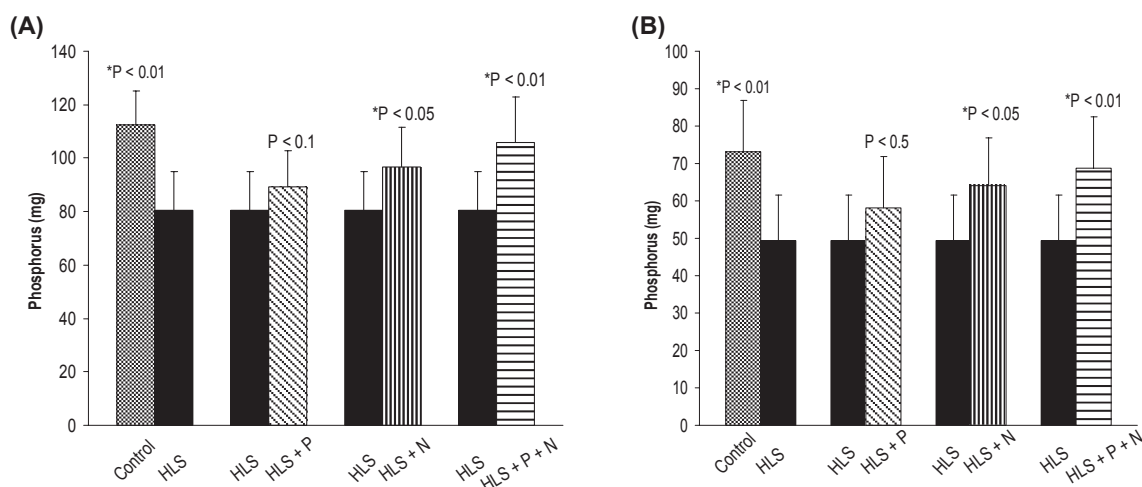 (A)
Phosphorus (mg)
140
120
100
80
60
40
20
0
*P < 0.01
P < 0.1
*P < 0.05
*P < 0.01
Control
HLS
HLS
HLS + P
HLS
HLS + N
HLS
HLS + P + N
(B)
Phosphorus (mg)
100
90
80
70
60
50
40
30
20
10
0
*P < 0.01
P < 0.5
*P < 0.05
*P < 0.01
Control
HLS
HLS
HLS + P
HLS
HLS + N
HLS
HLS + P + N